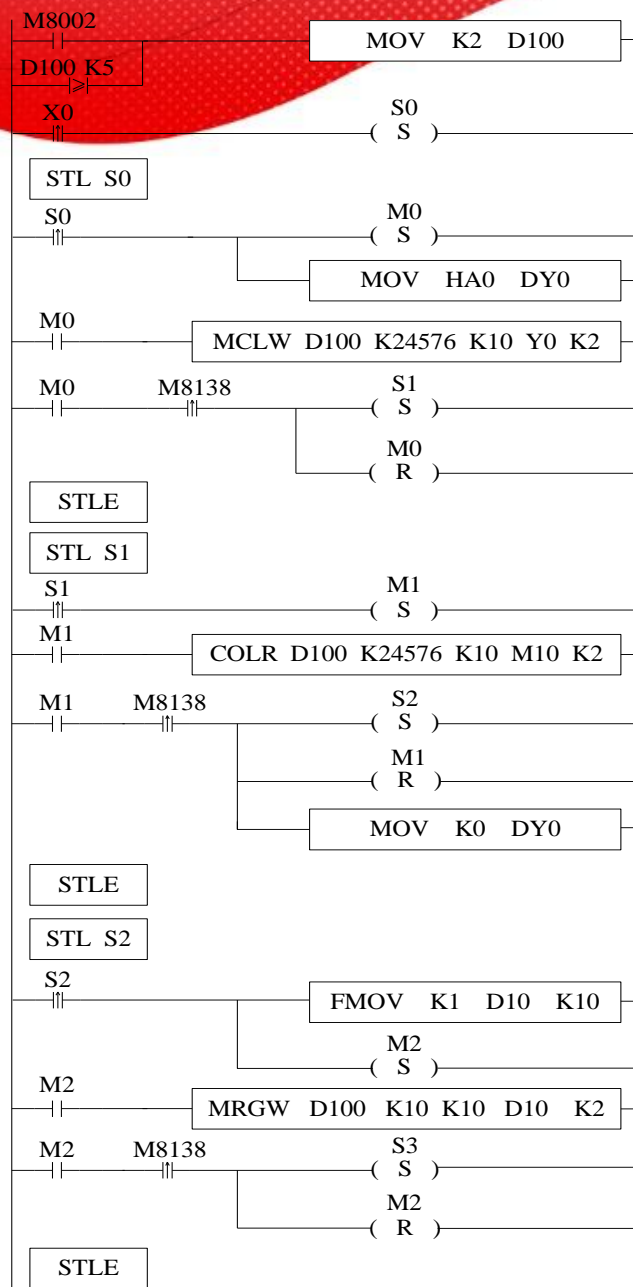 M8002
MOV K2 D100
D100 K5
≥
X0
S0
( S )
STL S0
S0
M0
( S )
MOV HA0 DY0
M0
MCLW D100 K24576 K10 Y0 K2
M0 M8138
S1
( S )
M0
( R )
STLE
STL S1
S1
M1
( S )
M1
COLR D100 K24576 K10 M10 K2
M1 M8138
S2
( S )
M1
( R )
MOV K0 DY0
STLE
STL S2
S2
FMOV K1 D10 K10
M2
( S )
M2
MRGW D100 K10 K10 D10 K2
M2 M8138
S3
( S )
M2
( R )
STLE